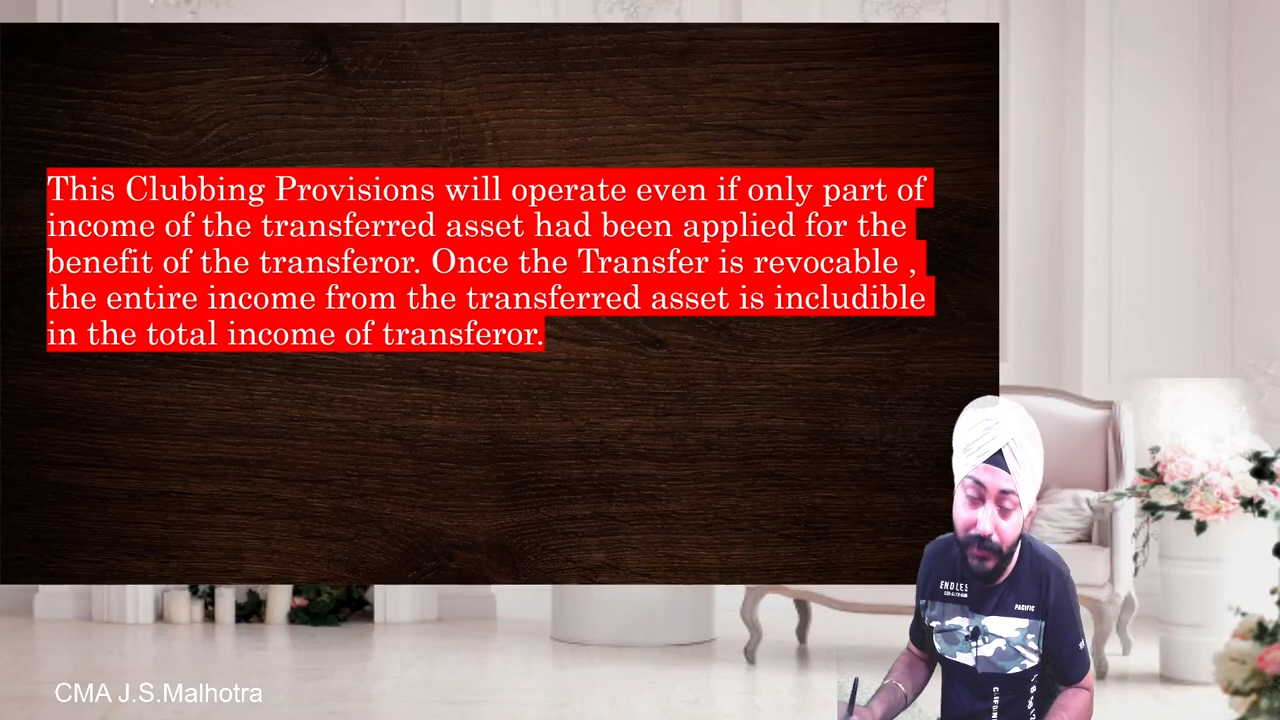 This Clubbing Provisions will operate even if only part of
income of the transferred asset had been applied for the
benefit of the transferor. Once the Transfer is revocable ,
the entire income from the transferred asset is includible
in the total income of transferor.
ENDLES
PACIFIC
CMA J.S.Malhotra